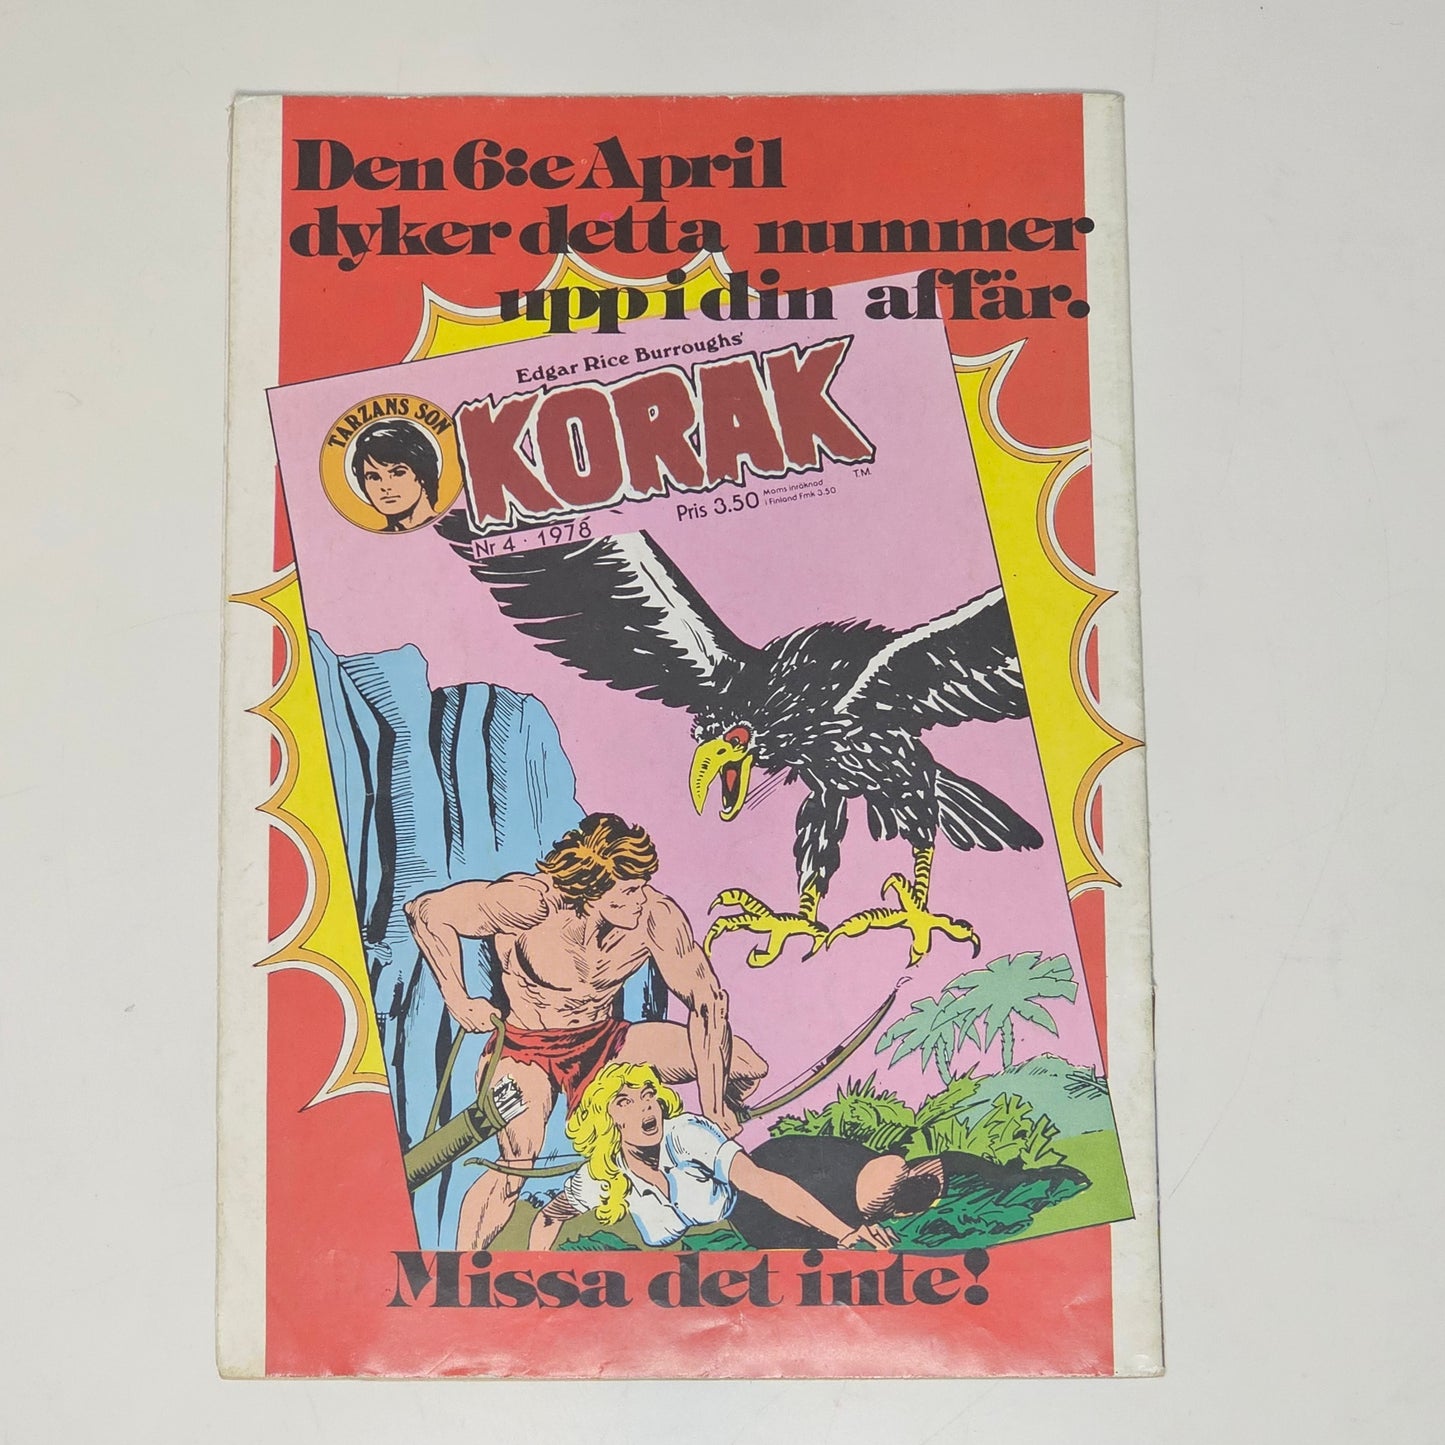 Den 6:e April
dyker detta nummer
upp i din affär.
Edgar Rice Burroughs'
TARZANS SON
KORAK
T.M.
Pris 3.50 Moms inräknad
i Finland Fmk 3.50
Nr 4 · 1978
Missa det inte!